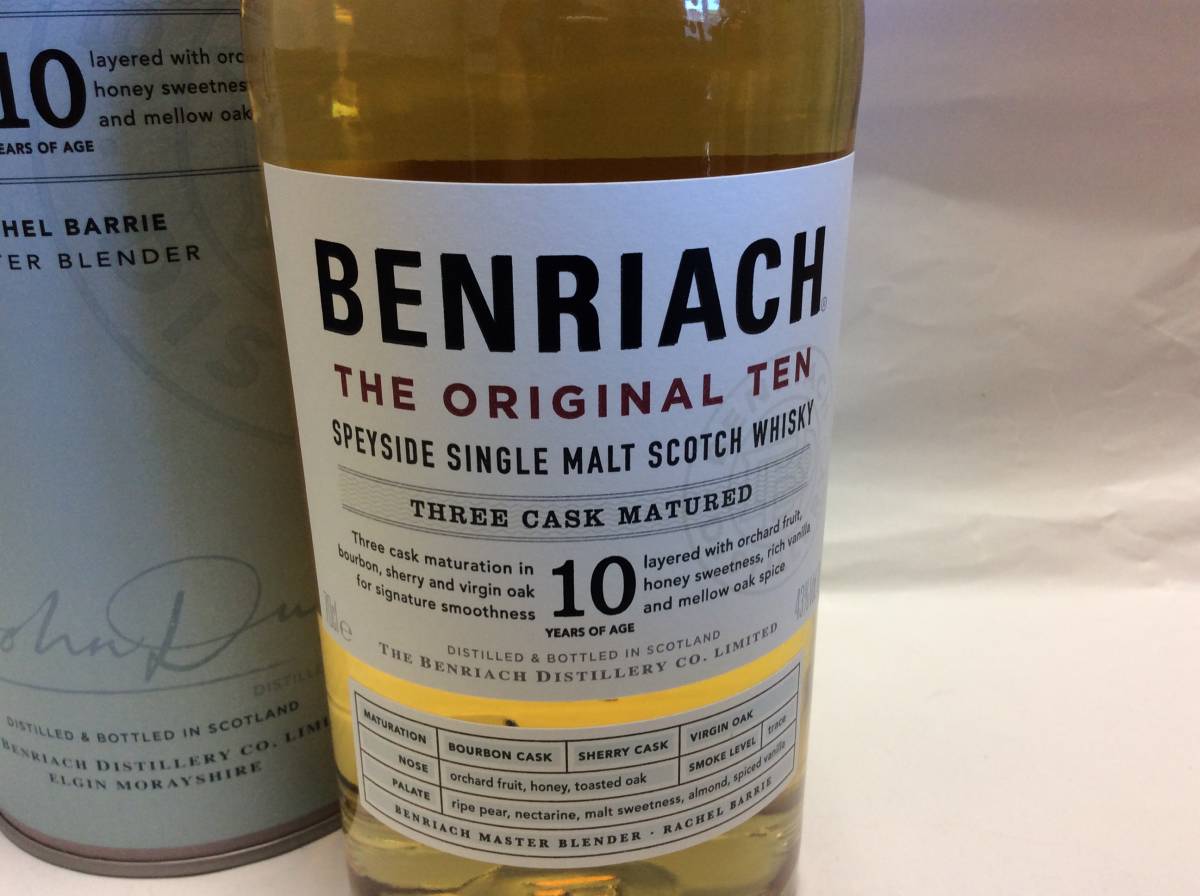 10
layered with
honey sweetness
and mellow oak
YEARS OF AGE
BARRIE
BLENDER
DISTILLED & BOTTLED IN SCOTLAND
BENRIACH DISTILLERY CO.
ELGIN MORAYSHIRE
BENRIACH®
THE ORIGINAL TEN
SPEYSIDE SINGLE MALT SCOTCH WHISKY
THREE CASK MATURED
Three cask maturation in
bourbon, sherry and virgin oak
for signature smoothness
10
YEARS OF AGE
layered with orchard fruit,
honey sweetness, rich vanilla
and mellow oak spice
70cl e
43%
DISTILLED & BOTTLED IN SCOTLAND
THE BENRIACH DISTILLERY CO. LIMITED
MATURATION BOURBON CASK SHERRY CASK VIRGIN OAK
NOSE orchard fruit, honey, toasted oak SMOKE LEVEL trace
PALATE ripe pear, nectarine, malt sweetness, almond, spiced vanilla
BENRIACH MASTER BLENDER · RACHEL BARRIE